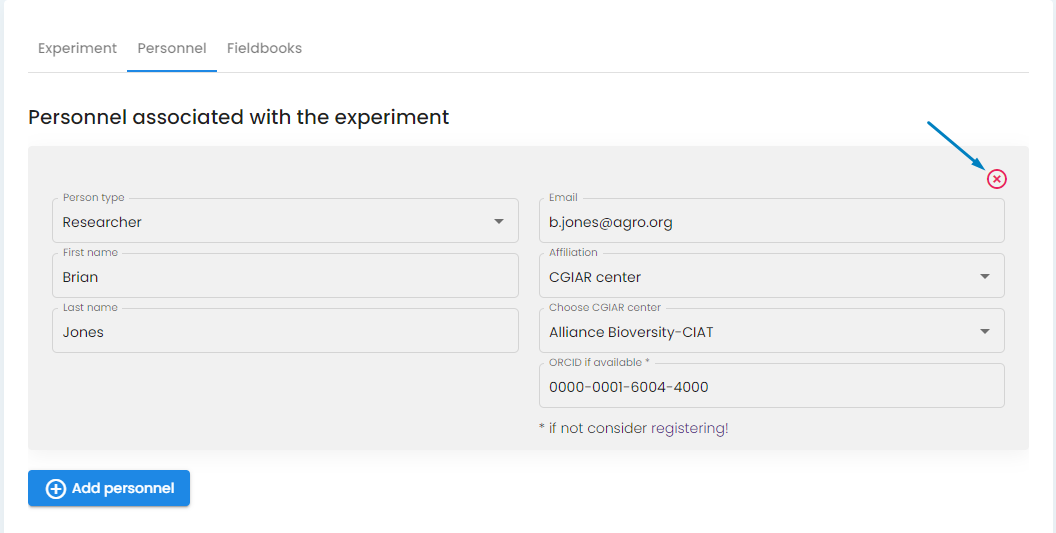 Experiment Personnel Fieldbooks
Personnel associated with the experiment
Person type
Researcher
First name
Brian
Last name
Jones
Email
b.jones@agro.org
Affiliation
CGIAR center
Choose CGIAR center
Alliance Bioversity-CIAT
ORCID if available *
0000-0001-6004-4000
* if not consider registering!
Add personnel